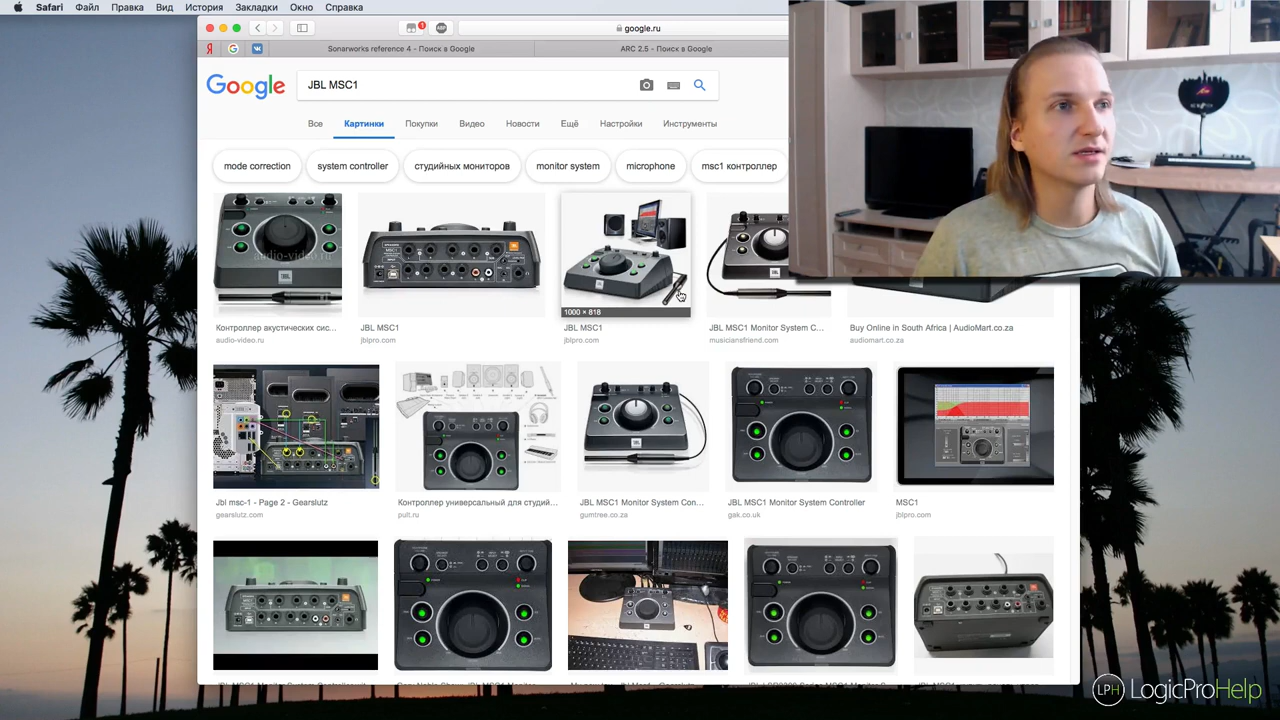 Safari Файл Правка Вид История Закладки Окно Справка
google.ru
Sonarworks reference 4 - Поиск в Google
ARC 2.5 - Поиск в Google
Google
JBL MSC1
Все Картинки Покупки Видео Новости Ещё Настройки Инструменты
mode correction system controller студийных мониторов monitor system microphone msc1 контроллер
audio-video.ru
1000 × 818
Контроллер акустических сис...
JBL MSC1
JBL MSC1
JBL MSC1 Monitor System C...
Buy Online in South Africa | AudioMart.co.za
audio-video.ru
jblpro.com
jblpro.com
musiciansfriend.com
audiomart.co.za
Jbl msc-1 - Page 2 - Gearslutz
Контроллер универсальный для студий...
JBL MSC1 Monitor System Con...
JBL MSC1 Monitor System Controller
MSC1
gearslutz.com
pult.ru
gumtree.co.za
gak.co.uk
jblpro.com
LPH LogicProHelp